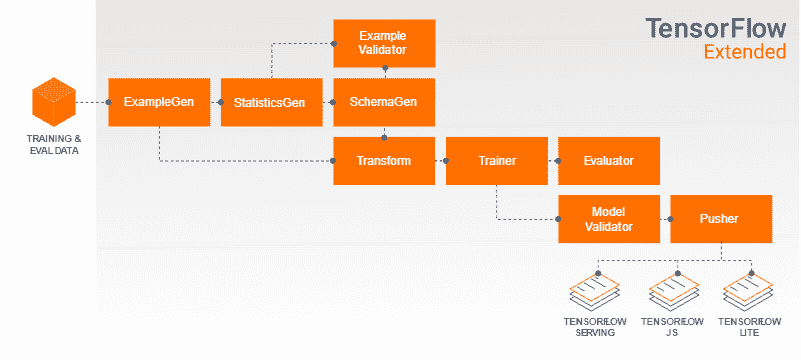 TensorFlow
Extended
Example
Validator
ExampleGen
StatisticsGen
SchemaGen
TRAINING &
EVAL DATA
Transform
Trainer
Evaluator
Model
Validator
Pusher
TENSORFLOW
SERVING
TENSORFLOW
JS
TENSORFLOW
LITE